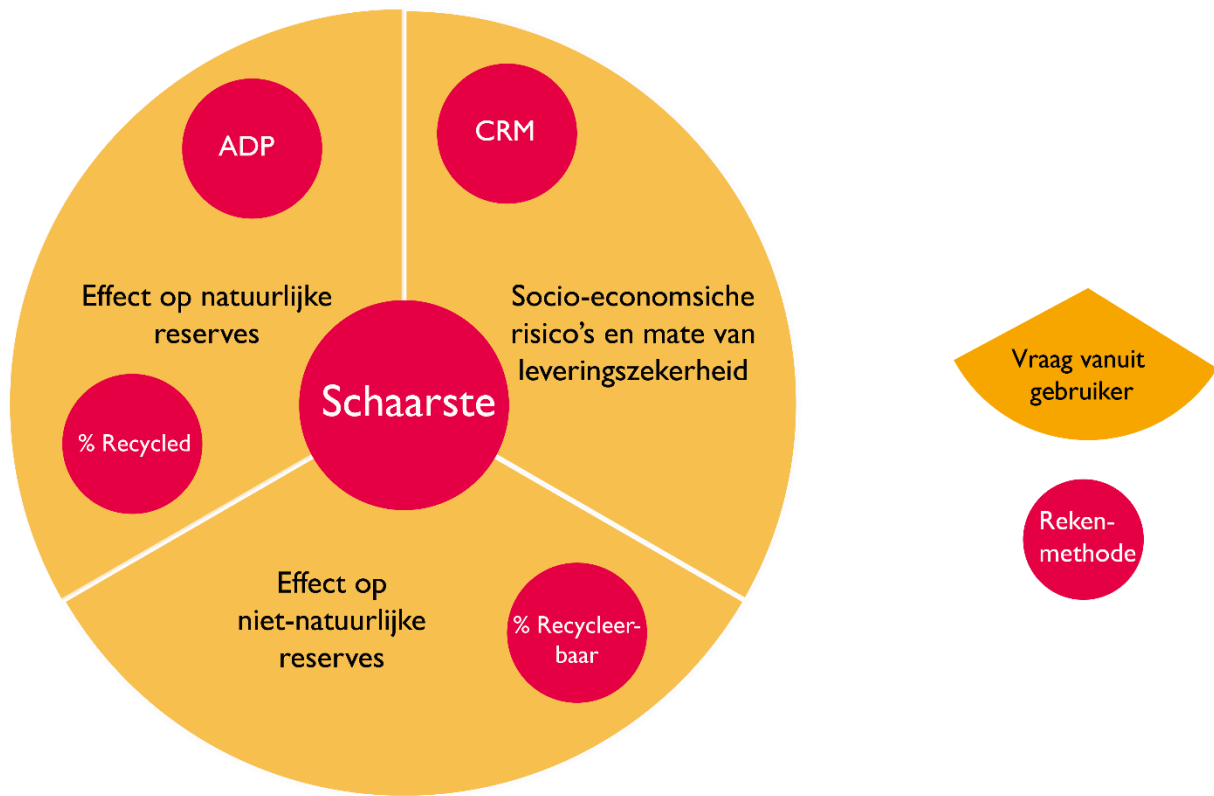 ADP
CRM
Effect op natuurlijke
reserves
Socio-economsiche
risico's en mate van
leveringszekerheid
Schaarste
% Recycled
Effect op
niet-natuurlijke
reserves
% Recycleer-
baar
Vraag vanuit
gebruiker
Reken-
methode